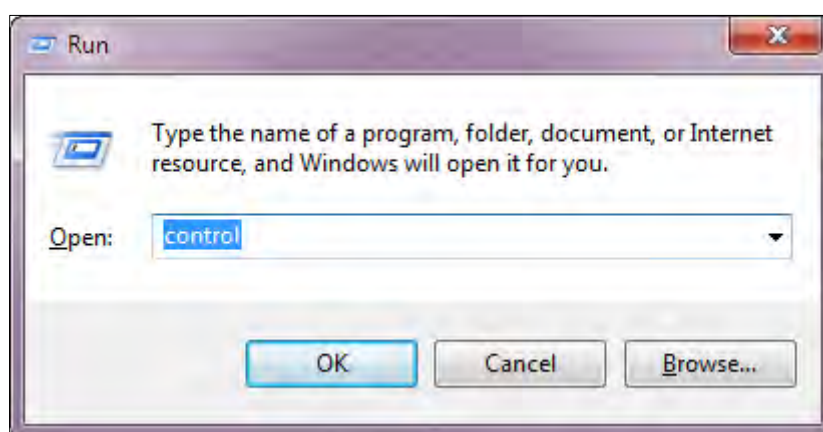 Run
Type the name of a program, folder, document, or Internet
resource, and Windows will open it for you.
Open:
control
OK
Cancel
Browse...